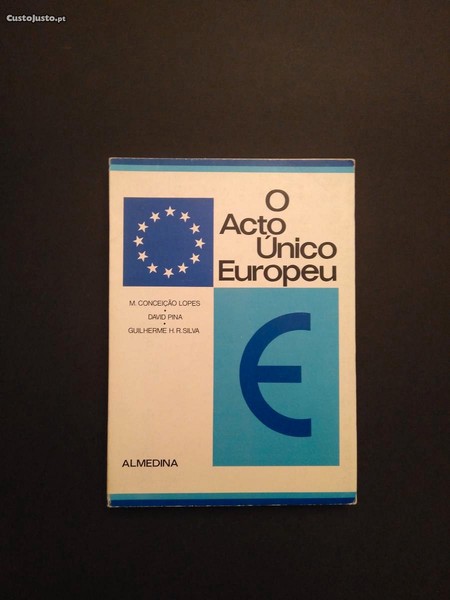 CustoJusto.pt
O
Acto
Único
Europeu
M. CONCEIÇÃO LOPES
•
DAVID PINA
•
GUILHERME H. R. SILVA
Є
ALMEDINA